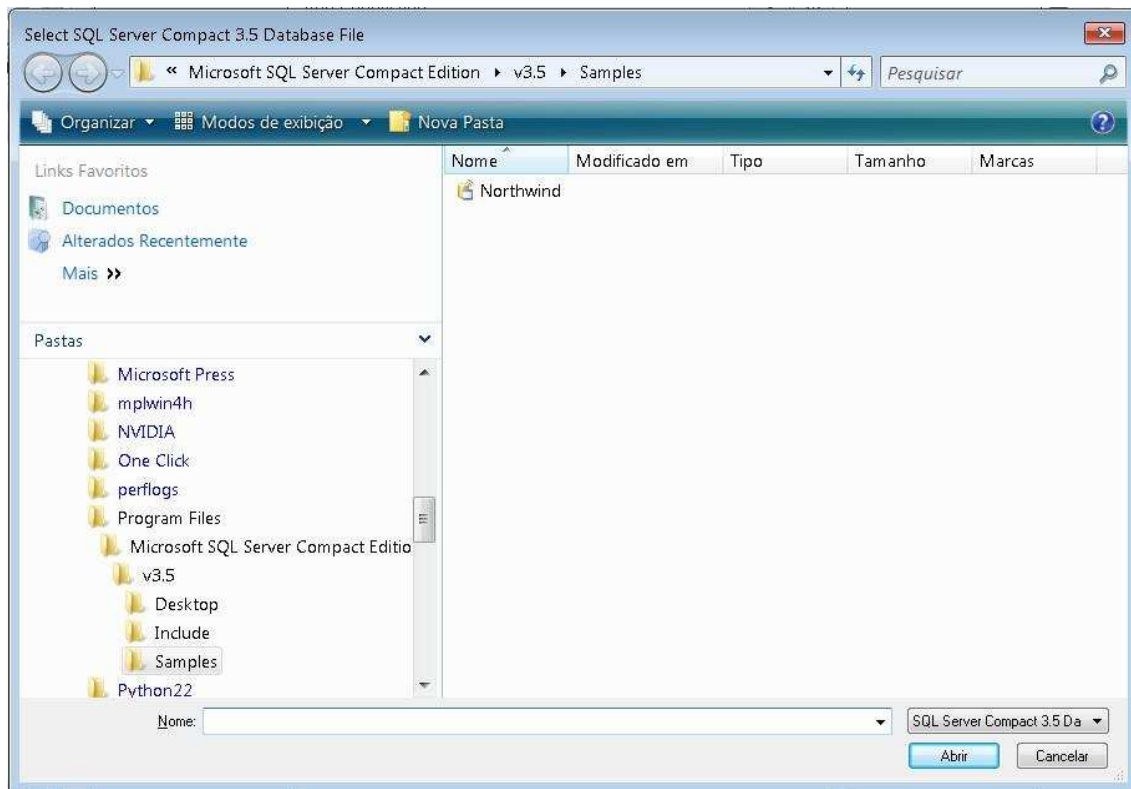 Select SQL Server Compact 3.5 Database File
« Microsoft SQL Server Compact Edition v3.5 Samples
Pesquisar
Organizar Modos de exibição Nova Pasta
Links Favoritos
Documentos
Alterados Recentemente
Mais »
Pastas
Microsoft Press
mplwin4h
NVIDIA
One Click
perflogs
Program Files
Microsoft SQL Server Compact Editio
v3.5
Desktop
Include
Samples
Python22
Nome Modificado em Tipo Tamanho Marcas
Northwind
Nome:
SQL Server Compact 3.5 Da
Abrir Cancelar